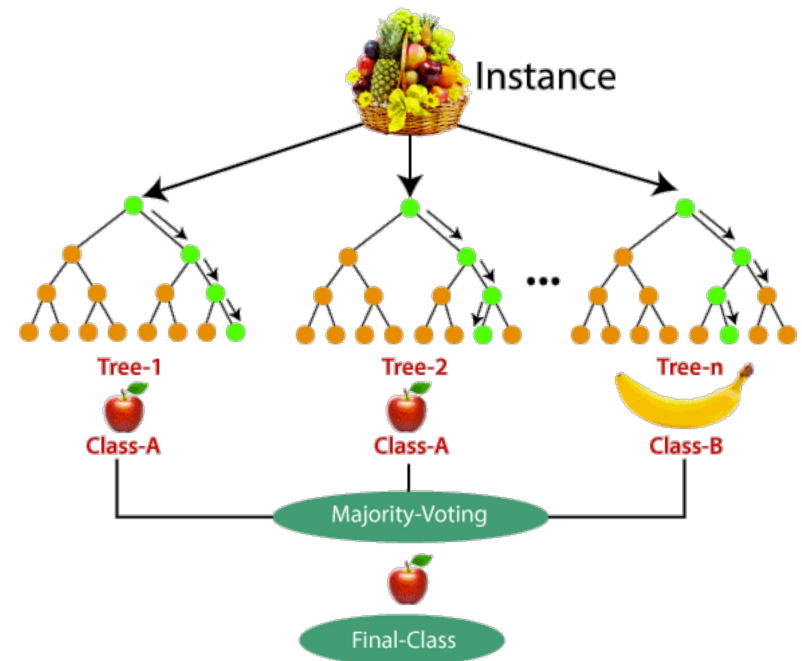 Instance
...
Tree-1
Tree-2
Tree-n
Class-A
Class-A
Class-B
Majority-Voting
Final-Class